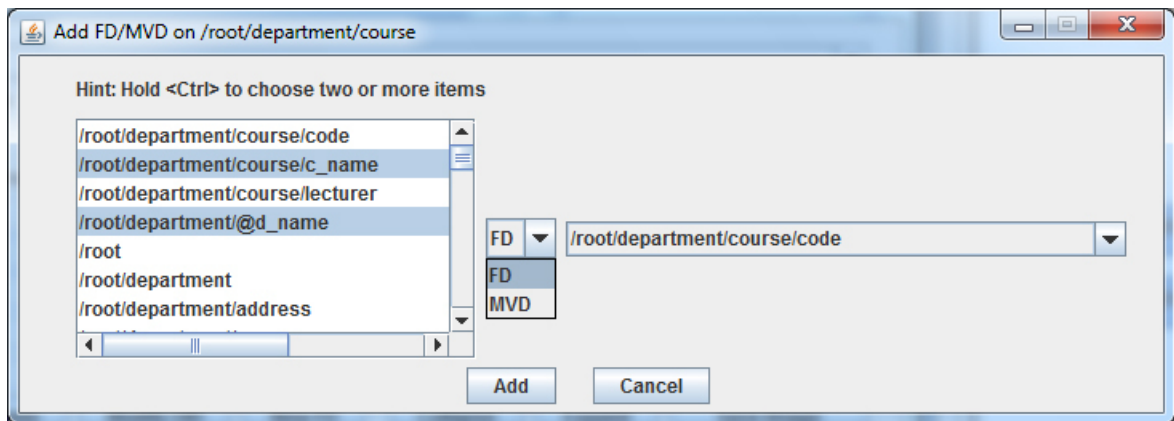 Add FD/MVD on /root/department/course
Hint: Hold <Ctrl> to choose two or more items
/root/department/course/code
/root/department/course/c_name
/root/department/course/lecturer
/root/department/@d_name
/root
/root/department
/root/department/address
FD
/root/department/course/code
FD
MVD
Add
Cancel